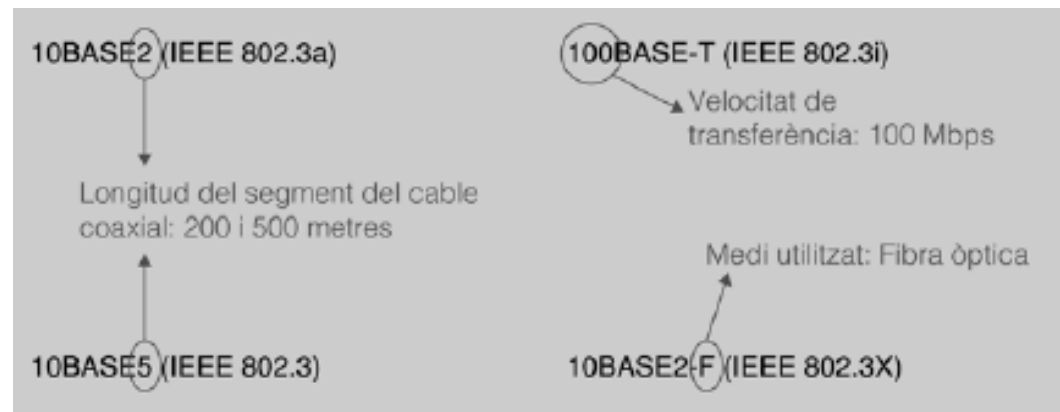 10BASE2 (IEEE 802.3a)
Longitud del segment del cable
coaxial: 200 i 500 metres
10BASE5 (IEEE 802.3)
100BASE-T (IEEE 802.3i)
Velocitat de
transferència: 100 Mbps
Medi utilitzat: Fibra òptica
10BASE2-F (IEEE 802.3X)